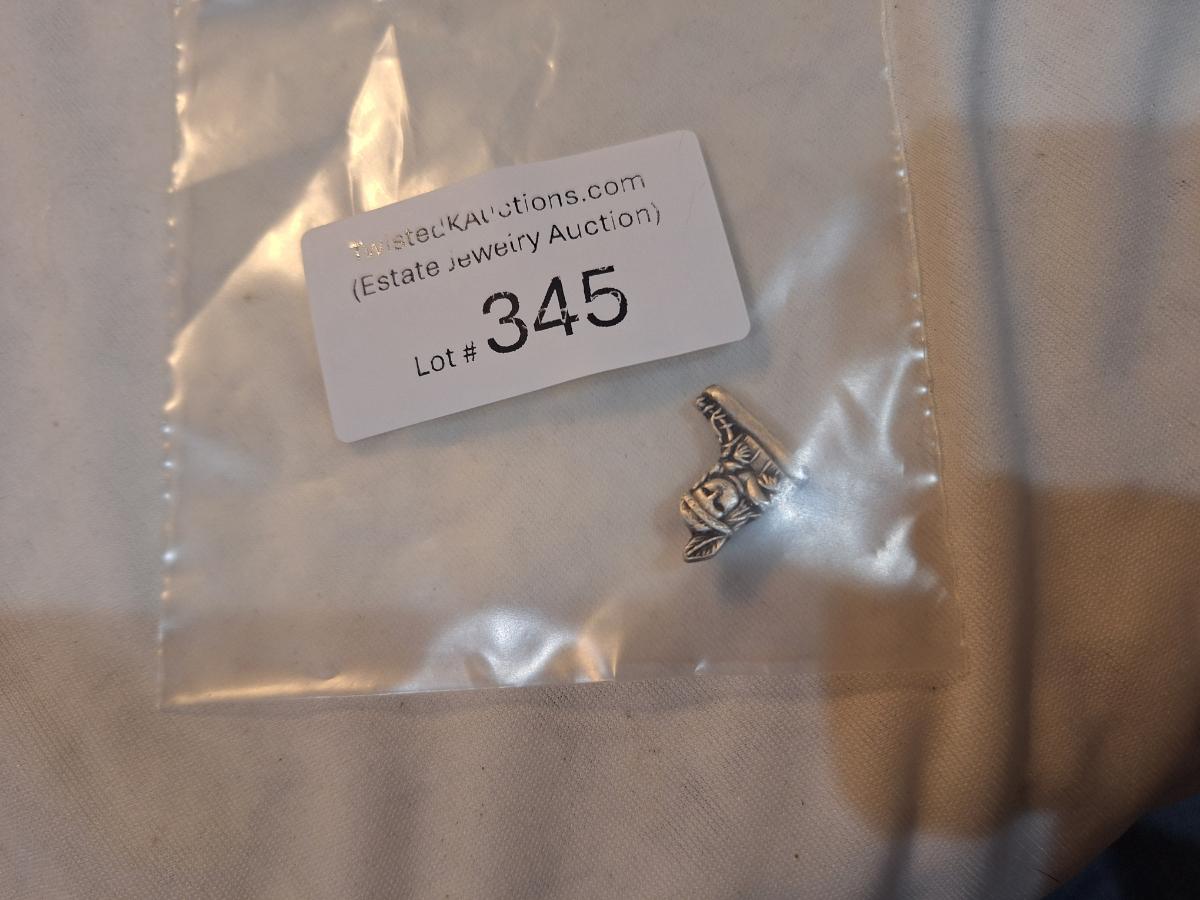 TwistedKAuctions.com
(Estate Jewelry Auction)
Lot # 345